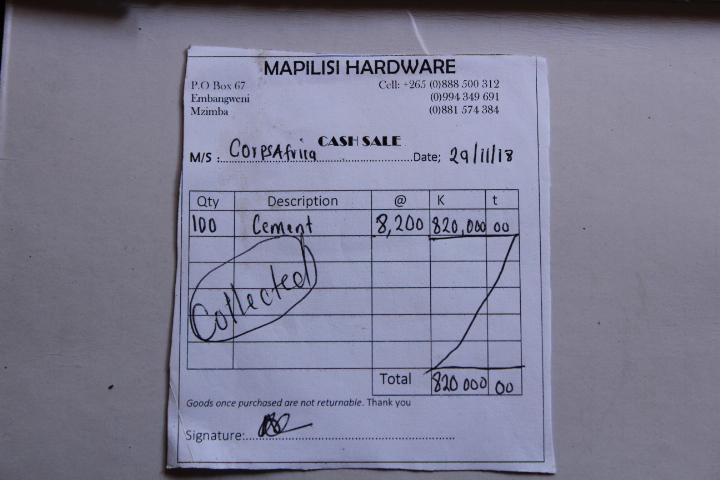 MAPILISI HARDWARE
P.O Box 67 Cell: +265 (0)888 500 312
Embangweni (0)994 349 691
Mzimba (0)881 574 384
CASH SALE
M/S :. CorpsAfrica Date; 29/11/18
Qty Description @ K t
100 Cement 8,200 820,000 00
Collected
Total 820 000 00
Goods once purchased are not returnable. Thank you
Signature: